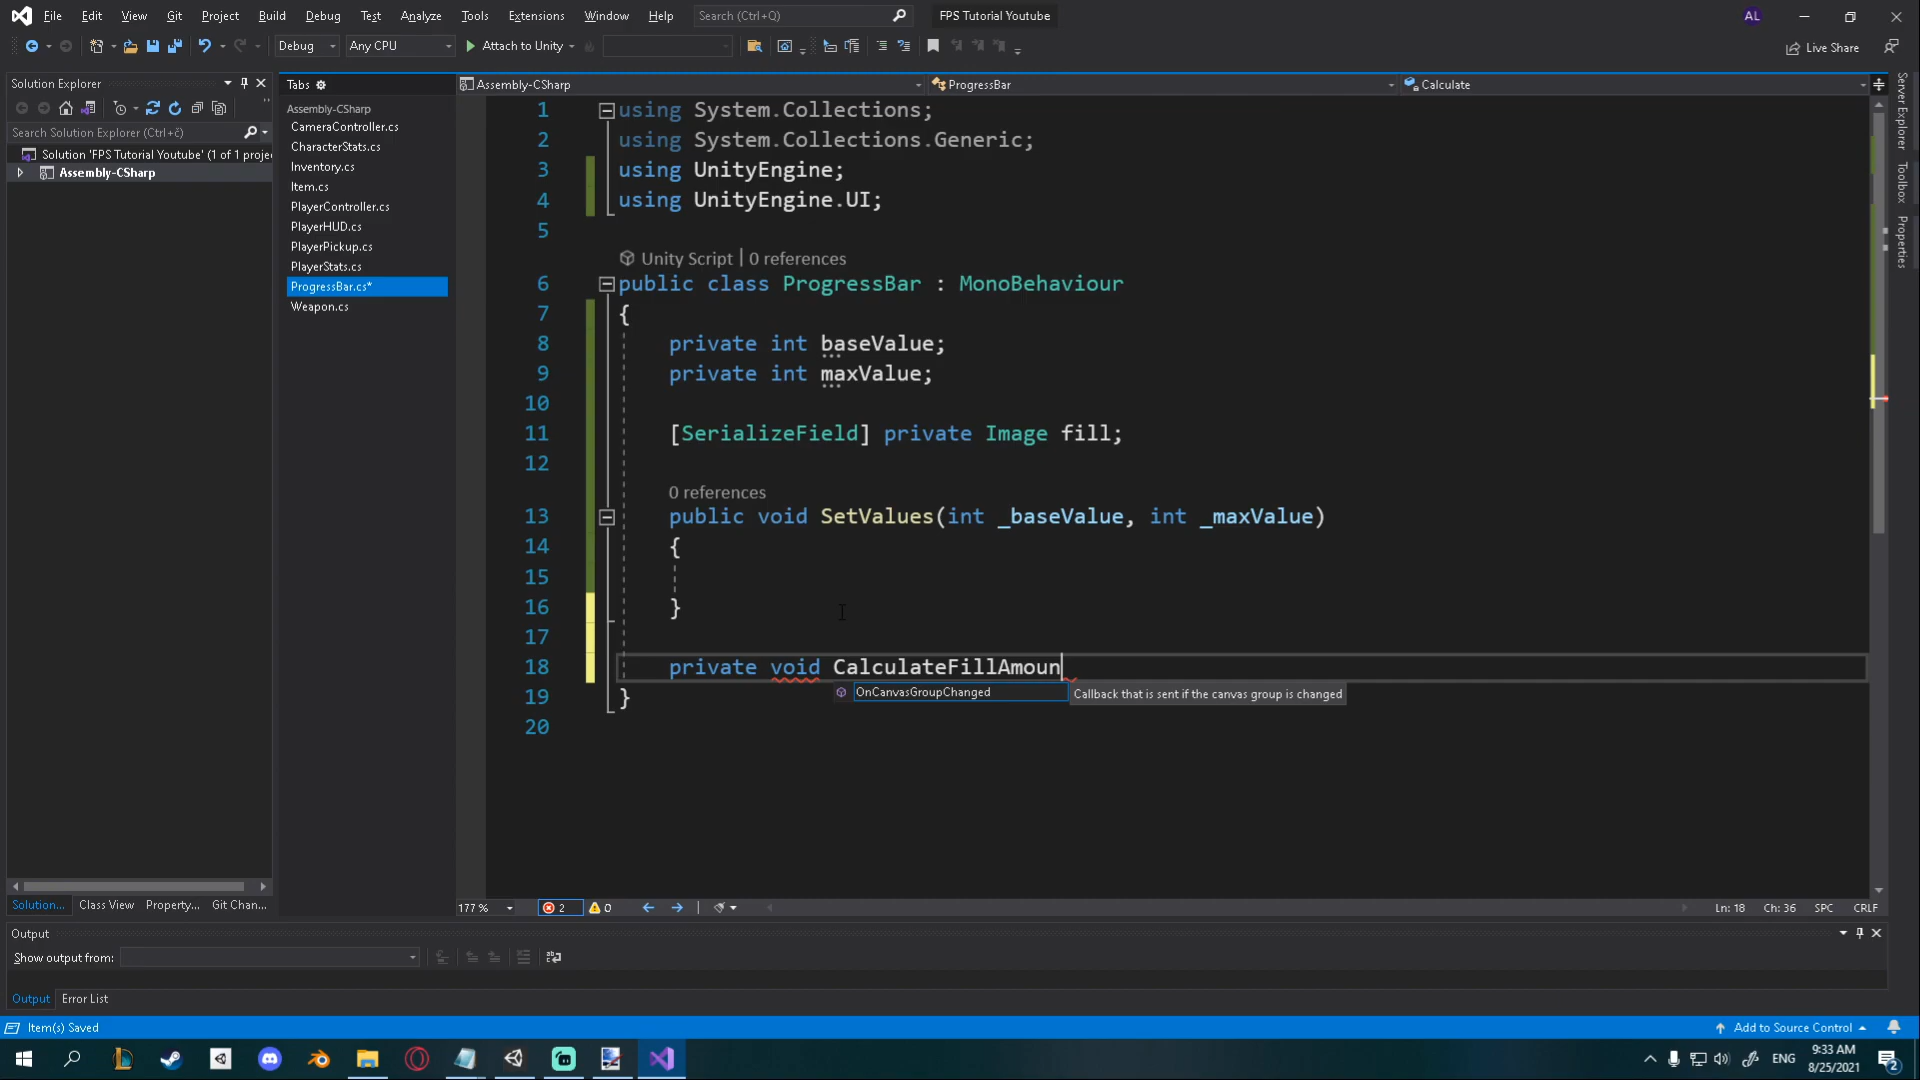 File Edit View Git Project Build Debug Test Analyze Tools Extensions Window Help Search (Ctrl+Q) FPS Tutorial Youtube AL
Debug Any CPU Attach to Unity Live Share
Solution Explorer
Search Solution Explorer (Ctrl+č)
Solution 'FPS Tutorial Youtube' (1 of 1 proje
Assembly-CSharp
Tabs
Assembly-CSharp
CameraController.cs
CharacterStats.cs
Inventory.cs
Item.cs
PlayerController.cs
PlayerHUD.cs
PlayerPickup.cs
PlayerStats.cs
ProgressBar.cs*
Weapon.cs
Assembly-CSharp ProgressBar Calculate
1 using System.Collections;
2 using System.Collections.Generic;
3 using UnityEngine;
4 using UnityEngine.UI;
5
Unity Script | 0 references
6 public class ProgressBar : MonoBehaviour
7 {
8 private int baseValue;
9 private int maxValue;
10
11 [SerializeField] private Image fill;
12
0 references
13 public void SetValues(int _baseValue, int _maxValue)
14 {
15
16 }
17
18 private void CalculateFillAmoun
OnCanvasGroupChanged Callback that is sent if the canvas group is changed
19 }
20
Server Explorer
Toolbox
Properties
Solution... Class View Property... Git Chan...
177 % 2 0 Ln: 18 Ch: 36 SPC CRLF
Output
Show output from:
Output Error List
Item(s) Saved Add to Source Control
ENG 9:33 AM
8/25/2021 2